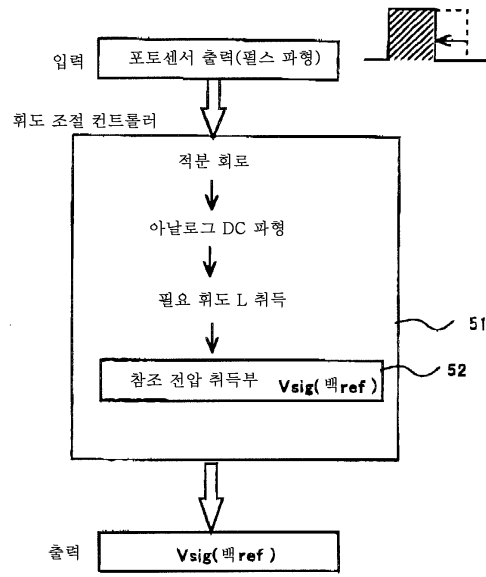 입력
포토센서 출력(펄스 파형)
휘도 조절 컨트롤러
적분 회로
아날로그 DC 파형
필요 휘도 L 취득
51
참조 전압 취득부 Vsig(백ref)
52
출력
Vsig(백ref)